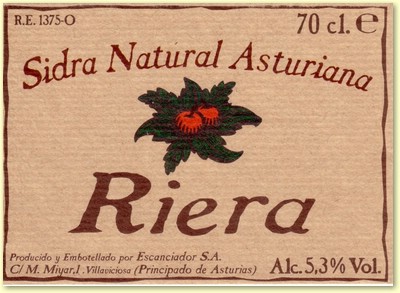 R.E. 1375-O 70 cl. e
Sidra Natural Asturiana
Riera
Producido y Embotellado por Escanciador S.A.
C/ M. Miyar,1 . Villaviciosa (Principado de Asturias) Alc. 5,3% Vol.